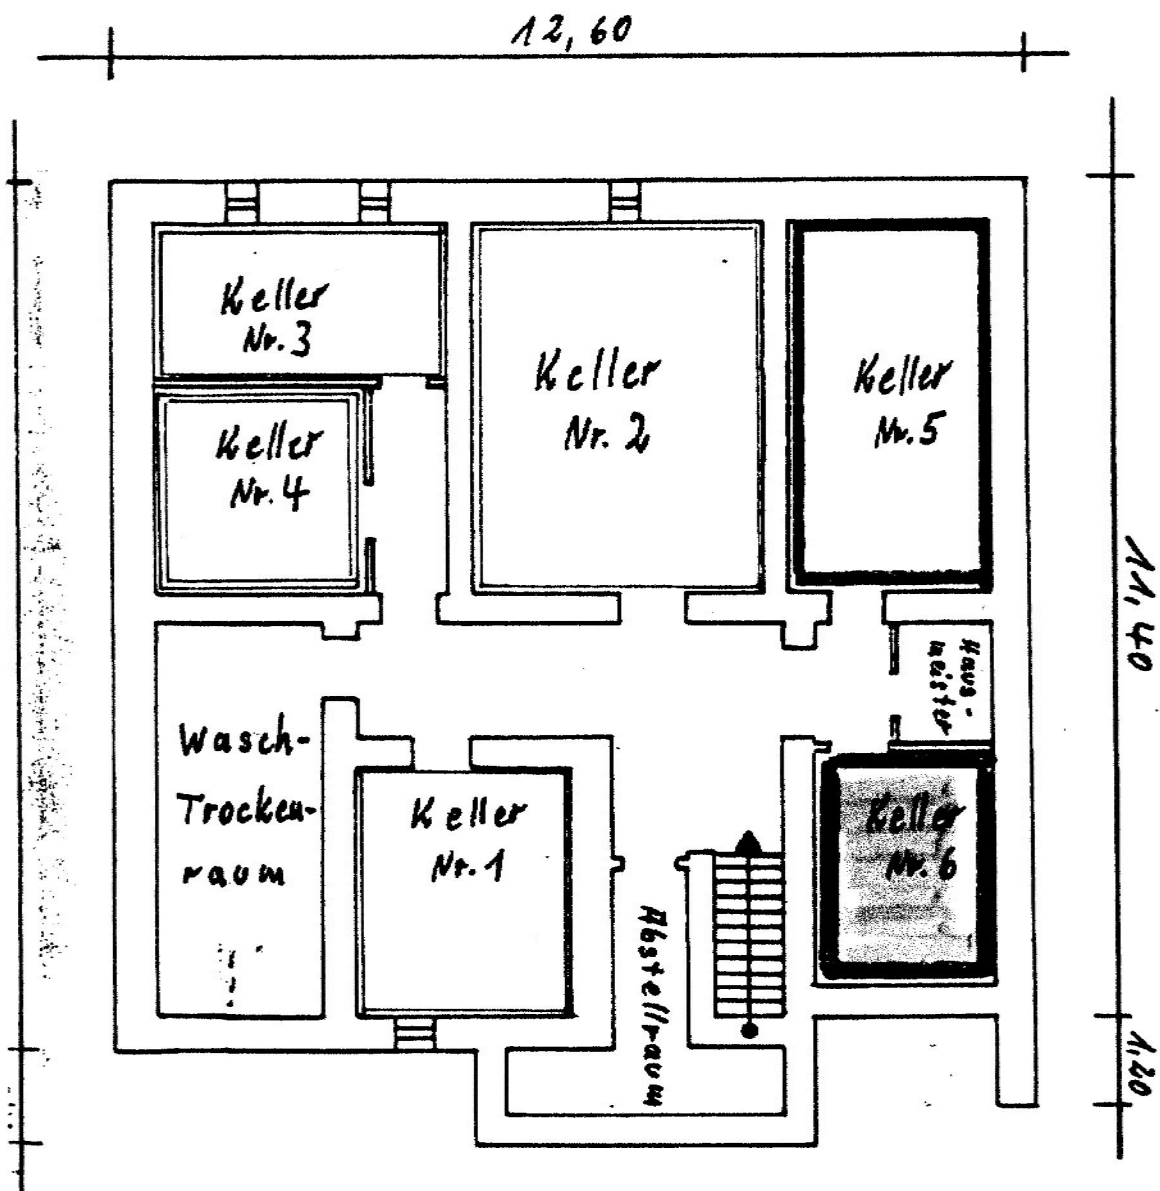 12,60
Keller
Nr. 3
Keller
Nr. 2
Keller
Nr. 5
Keller
Nr. 4
11,40
Haus-
meister
Wasch-
Trocken-
raum
Keller
Nr. 1
Keller
Nr. 6
Abstellraum
1,20